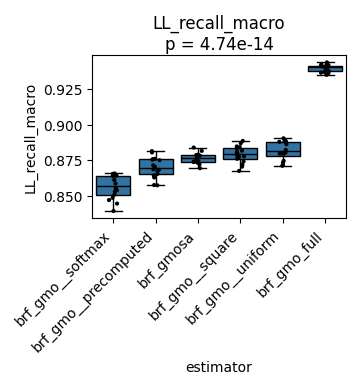 LL_recall_macro
p = 4.74e-14
LL_recall_macro
0.925
0.900
0.875
0.850
brf_gmo__softmax
brf_gmo__precomputed
brf_gmosa
brf_gmo__square
brf_gmo__uniform
brf_gmo_full
estimator